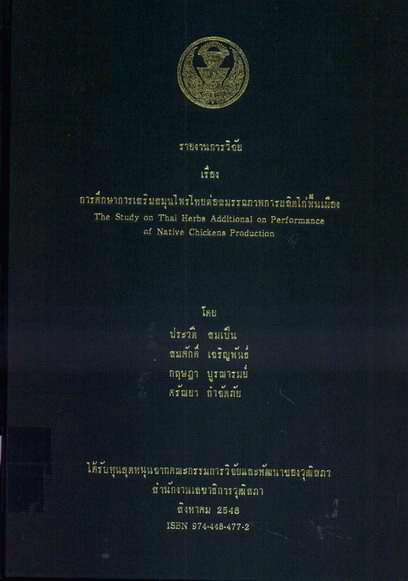 รายงานการวิจัย
เรื่อง
การศึกษาการเสริมสมุนไพรไทยต่อสมรรถภาพการผลิตไก่พื้นเมือง
The Study on Thai Herbs Additional on Performance
of Native Chickens Production
โดย
ประวัติ สมเป็น
สมศักดิ์ เจริญพันธ์
กฤษฎา บูรณารมย์
ศรัณยา กำจัดภัย
ได้รับทุนอุดหนุนจากคณะกรรมการวิจัยและพัฒนาของวุฒิสภา
สำนักงานเลขาธิการวุฒิสภา
สิงหาคม 2548
ISBN 974-448-477-2